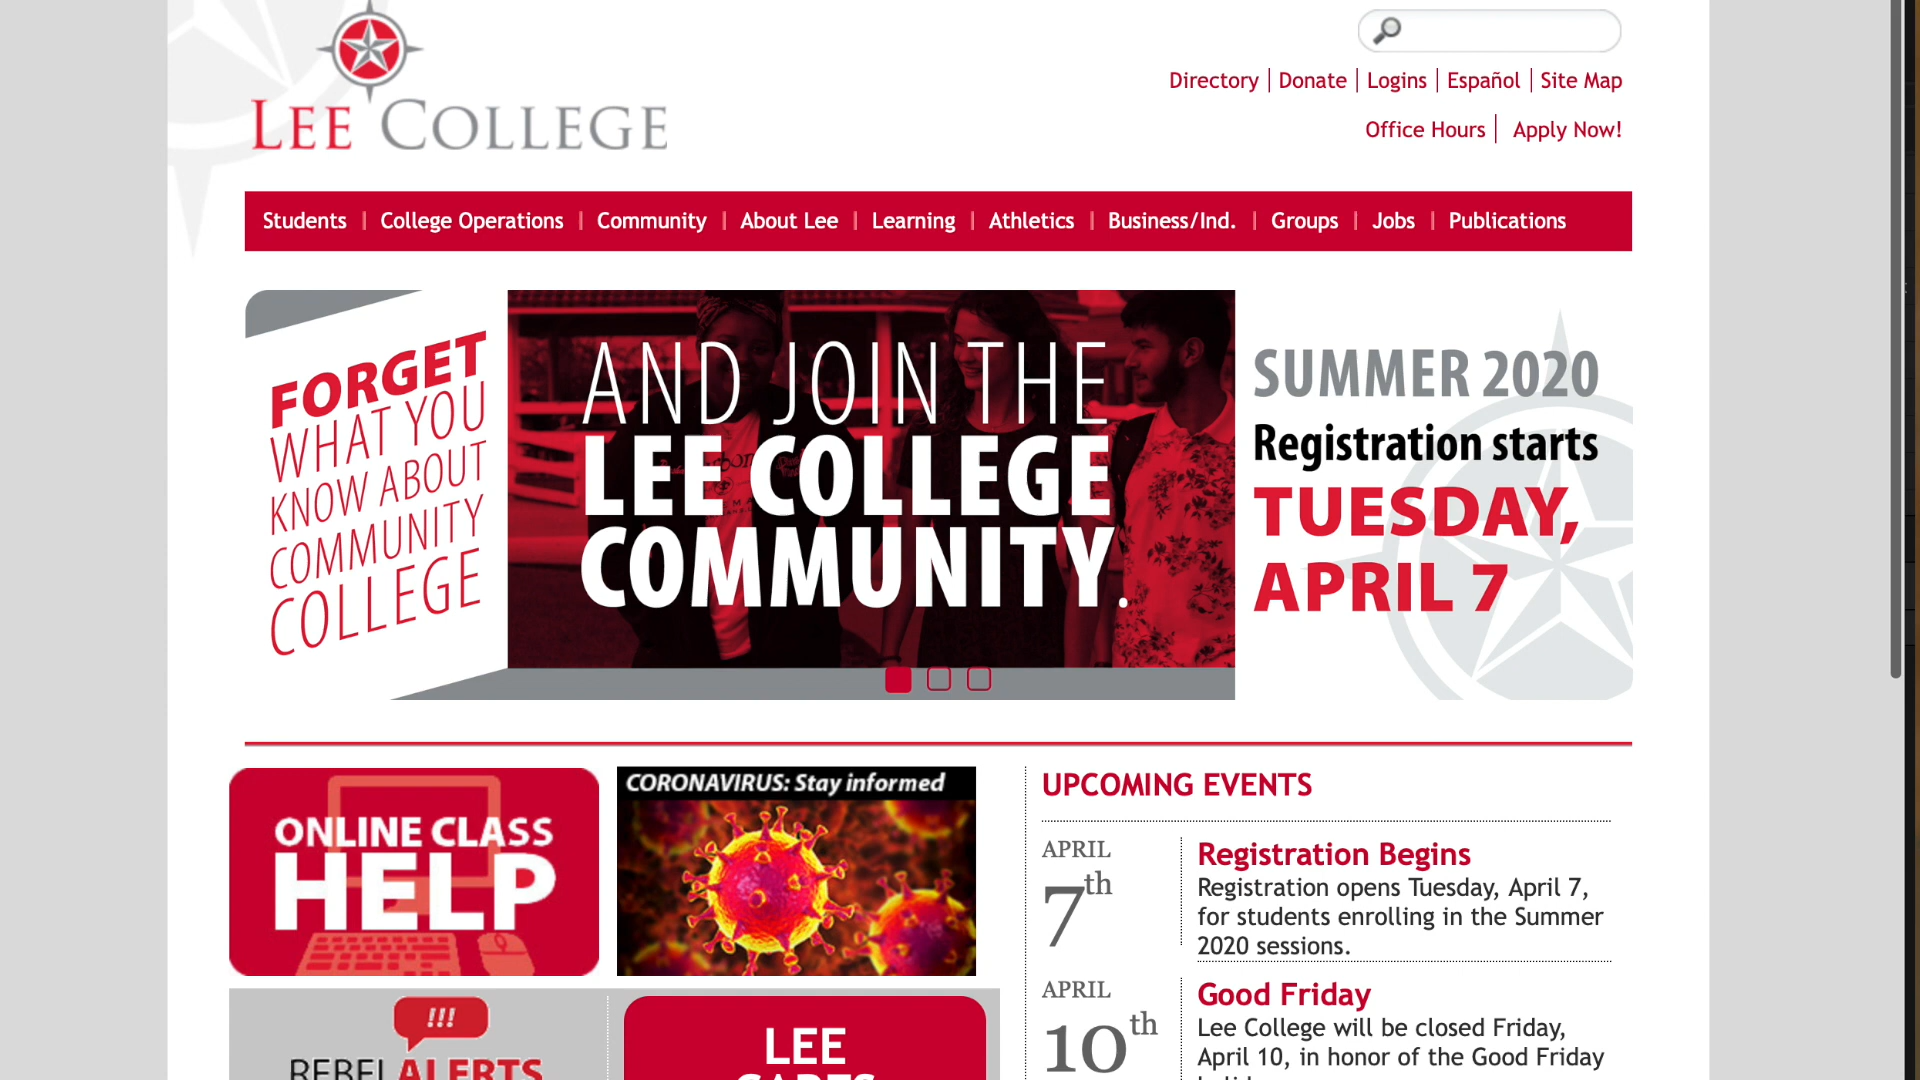 LEE COLLEGE
Directory | Donate | Logins | Español | Site Map
Office Hours | Apply Now!
Students | College Operations | Community | About Lee | Learning | Athletics | Business/Ind. | Groups | Jobs | Publications
FORGET
WHAT YOU
KNOW ABOUT
COMMUNITY
COLLEGE
AND JOIN THE
LEE COLLEGE
COMMUNITY.
SUMMER 2020
Registration starts
TUESDAY,
APRIL 7
ONLINE CLASS
HELP
CORONAVIRUS: Stay informed
!!!
REBELALERTS
LEE
CARES
UPCOMING EVENTS
APRIL
7th
Registration Begins
Registration opens Tuesday, April 7,
for students enrolling in the Summer
2020 sessions.
APRIL
10th
Good Friday
Lee College will be closed Friday,
April 10, in honor of the Good Friday